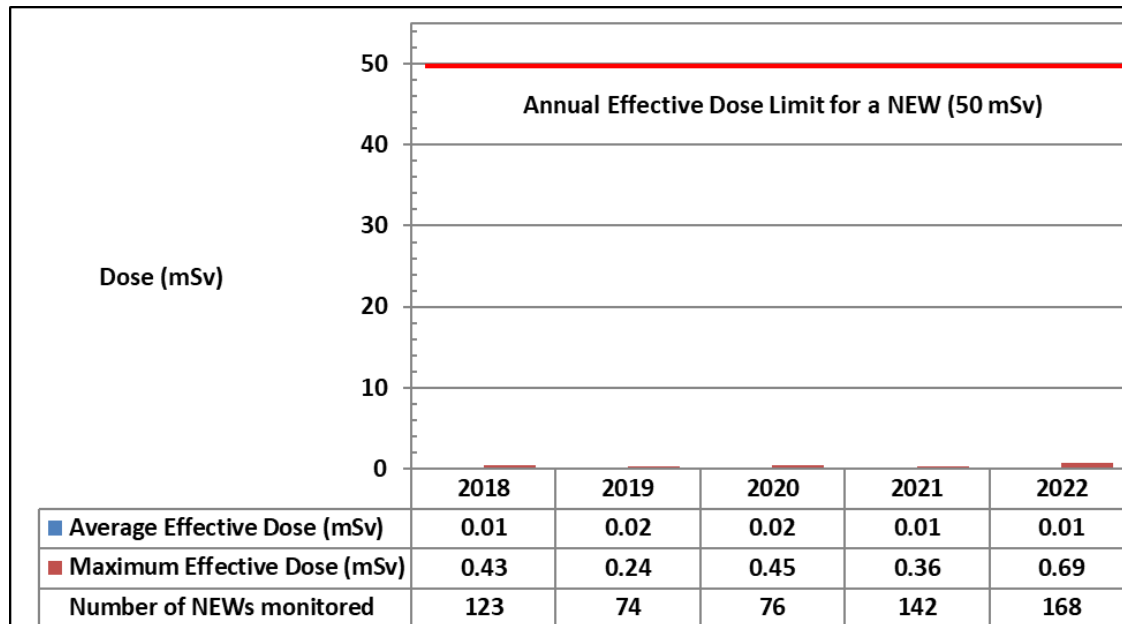 50
Annual Effective Dose Limit for a NEW (50 mSv)
40
30
Dose (mSv)
20
10
0
2018 2019 2020 2021 2022
Average Effective Dose (mSv) 0.01 0.02 0.02 0.01 0.01
Maximum Effective Dose (mSv) 0.43 0.24 0.45 0.36 0.69
Number of NEWs monitored 123 74 76 142 168